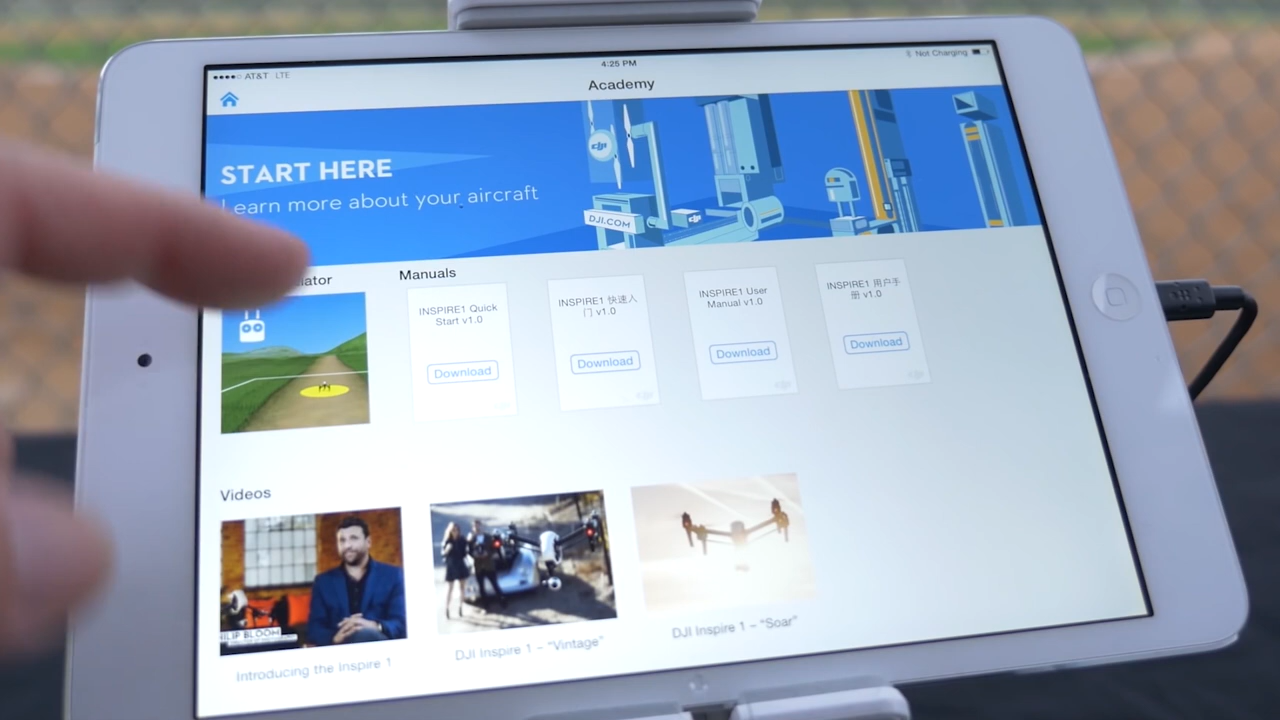 AT&T LTE
4:25 PM
Not Charging
Academy
START HERE
Learn more about your aircraft
dji
DJI.COM
dji
Manuals
INSPIRE1 Quick
Start v1.0
Download
INSPIRE1 快速入
门 v1.0
Download
INSPIRE1 User
Manual v1.0
Download
INSPIRE1 用户手
册 v1.0
Download
Videos
BLOOM
Introducing the Inspire 1
DJI Inspire 1 – “Vintage”
DJI Inspire 1 – “Soar”